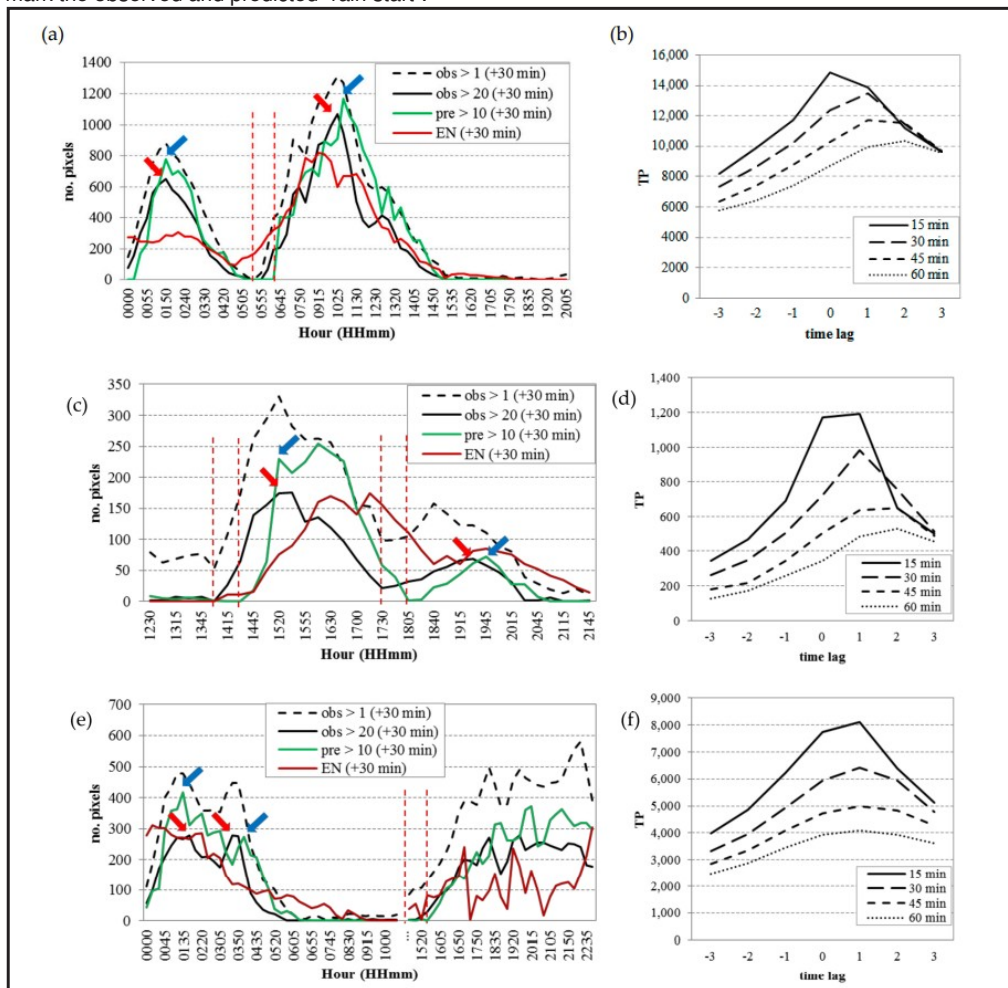 mark the observed and predicted "rain start".
(a)
1400
1200
1000
800
600
400
200
0
no. pixels
obs > 1 (+30 min)
obs > 20 (+30 min)
pre > 10 (+30 min)
EN (+30 min)
0000 0055 0150 0240 0330 0420 0505 0555 0645 0750 0915 1025 1130 1230 1320 1405 1450 1539 1625 1715 1750 1835 1920 2005
Hour (HHmm)
(b)
16,000
14,000
12,000
10,000
8000
6000
4000
2000
0
TP
15 min
30 min
45 min
60 min
-3 -2 -1 0 1 2 3
time lag
(c)
350
300
250
200
150
100
50
0
no. pixels
obs > 1 (+30 min)
obs > 20 (+30 min)
pre > 10 (+30 min)
EN (+30 min)
1230 1315 1345 1415 1445 1520 1555 1630 1700 1730 1805 1840 1915 1945 2015 2045 2115 2145
Hour (HHmm)
(d)
1,400
1,200
1,000
800
600
400
200
0
TP
15 min
30 min
45 min
60 min
-3 -2 -1 0 1 2 3
time lag
(e)
700
600
500
400
300
200
100
0
no. pixels
obs > 1 (+30 min)
obs > 20 (+30 min)
pre > 10 (+30 min)
EN (+30 min)
0000 0045 0135 0220 0305 0350 0435 0520 0605 0655 0745 0830 0915 1000 ... 1520 1605 1650 1750 1835 1920 2015 2105 2150 2235
Hour (HHmm)
(f)
9,000
8,000
7,000
6,000
5,000
4,000
3,000
2,000
1,000
0
TP
15 min
30 min
45 min
60 min
-3 -2 -1 0 1 2 3
time lag